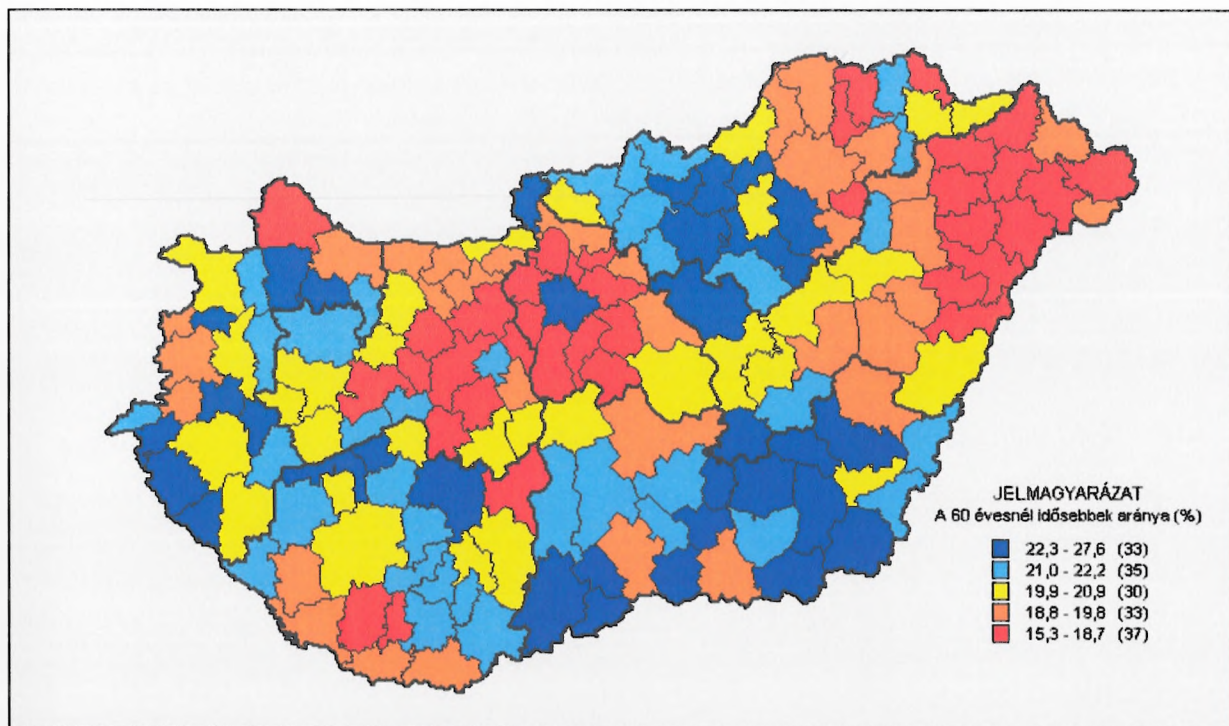 JELMAGYARÁZAT
A 60 évesnél idősebbek aránya (%)
22,3 - 27,6 (33)
21,0 - 22,2 (35)
19,9 - 20,9 (30)
18,8 - 19,8 (33)
15,3 - 18,7 (37)